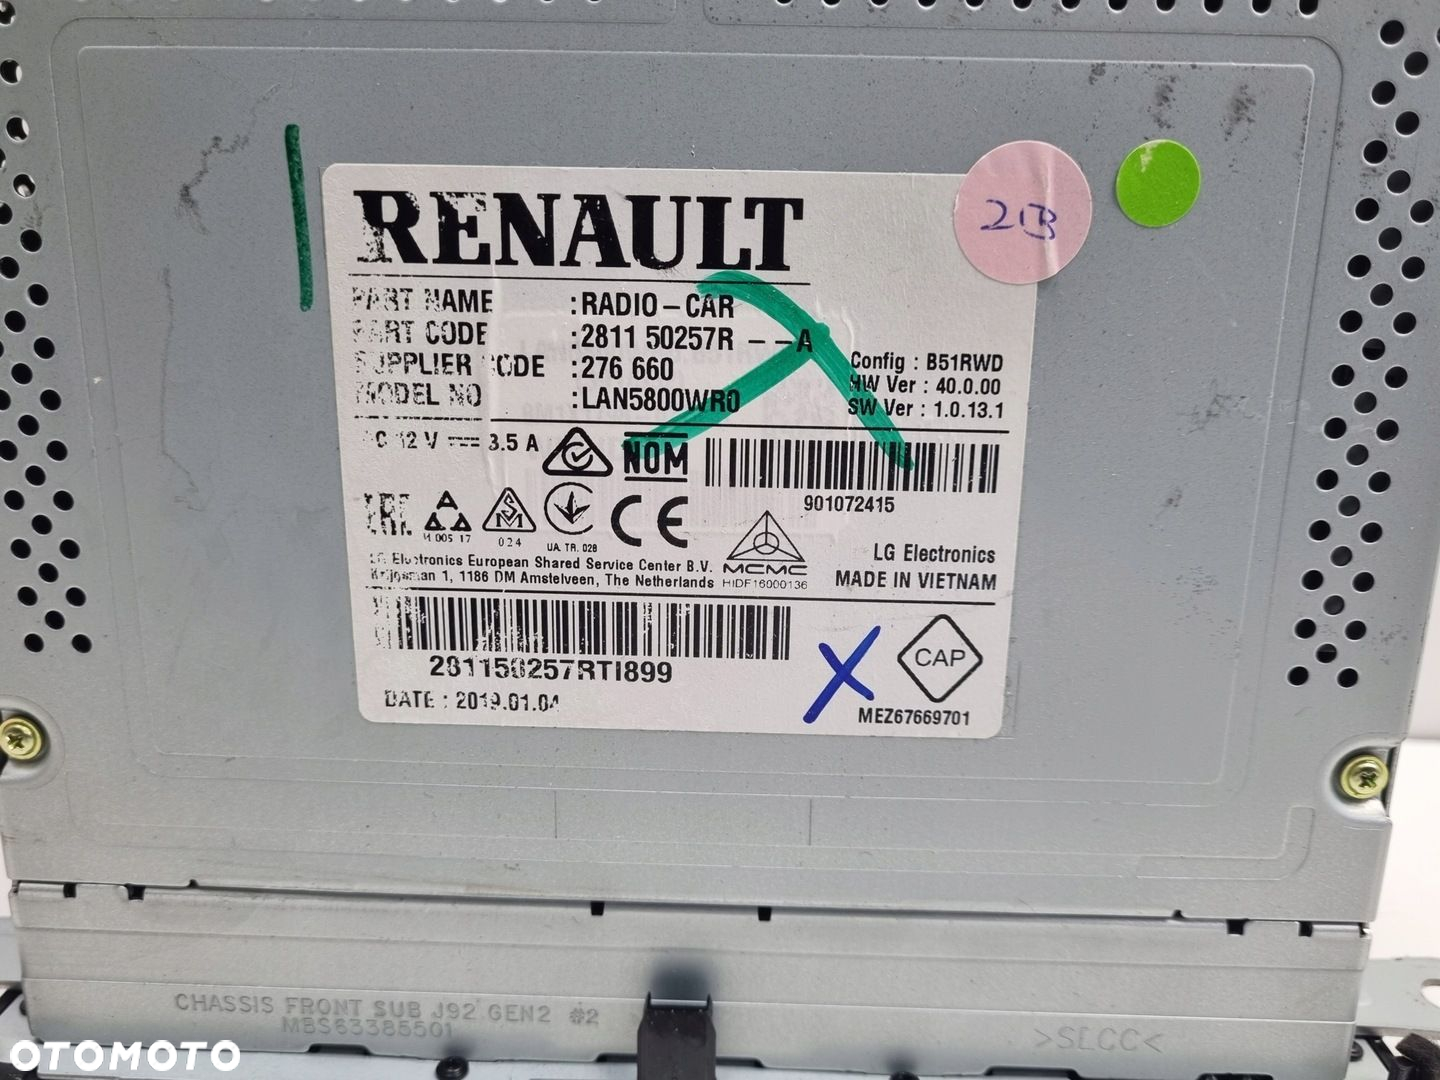 RENAULT
PART NAME : RADIO-CAR
PART CODE : 2811 50257R --A
SUPPLIER CODE : 276 660
MODEL NO : LAN5800WR0
Config : B51RWD
HW Ver : 40.0.00
SW Ver : 1.0.13.1
DC 12 V 3.5 A
NOM
901072415
EAC
M 005 17
SM
024
UA. TR. 028
CE
MCMC
HIDF16000136
LG Electronics
MADE IN VIETNAM
LG Electronics European Shared Service Center B.V.
Krijgsman 1, 1186 DM Amstelveen, The Netherlands
281150257RTI899
DATE : 2019.01.04
CAP
MEZ67669701
CHASSIS FRONT SUB J92 GEN2 #2
MBS63385501
>SECC<
OTOMOTO